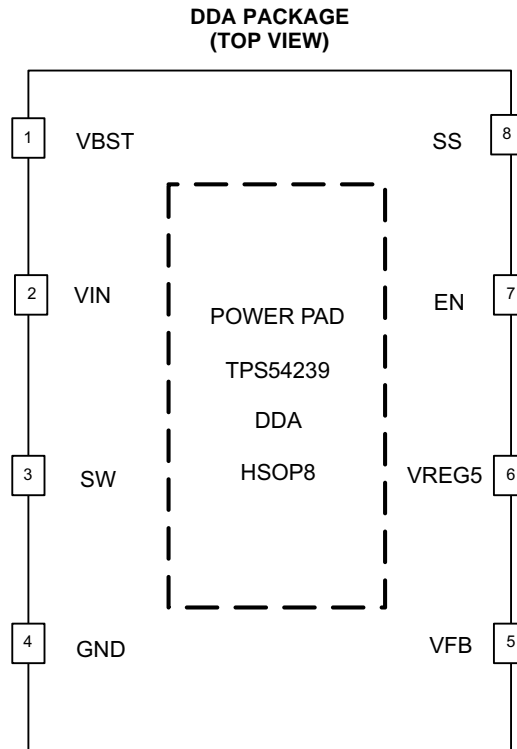 DDA PACKAGE
(TOP VIEW)
1 VBST
SS 8
2 VIN
EN 7
POWER PAD
TPS54239
DDA
HSOP8
3 SW
VREG5 6
4 GND
VFB 5